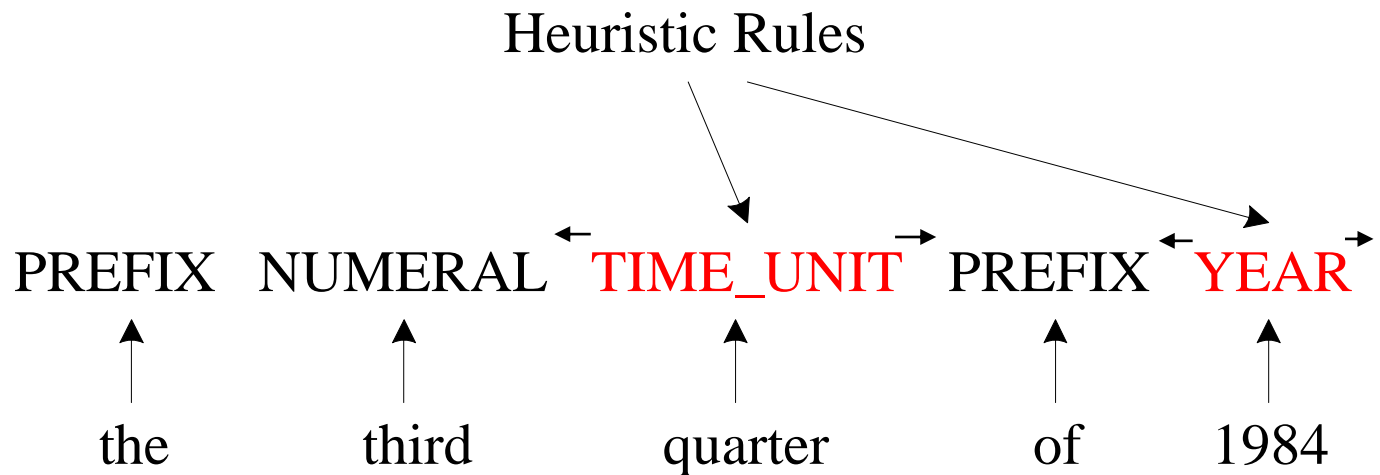 Heuristic Rules
PREFIX NUMERAL TIME_UNIT PREFIX YEAR
the third quarter of 1984